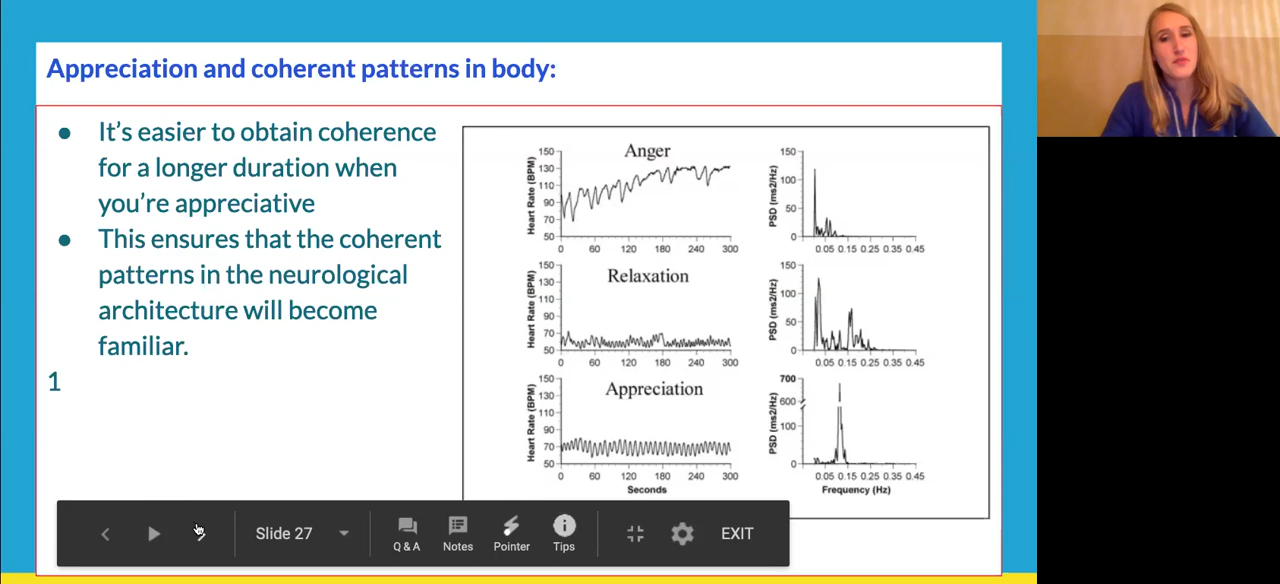 Appreciation and coherent patterns in body:
● It's easier to obtain coherence
for a longer duration when
you're appreciative
● This ensures that the coherent
patterns in the neurological
architecture will become
familiar.
1
Anger
Heart Rate (BPM)
150
130
110
90
70
50
0 60 120 180 240 300
PSD (ms2/Hz)
150
100
50
0
0.05 0.15 0.25 0.35 0.45
Relaxation
Heart Rate (BPM)
150
130
110
90
70
50
0 60 120 180 240 300
PSD (ms2/Hz)
150
100
50
0
0.05 0.15 0.25 0.35 0.45
Appreciation
Heart Rate (BPM)
150
130
110
90
70
50
0 60 120 180 240 300
Seconds
PSD (ms2/Hz)
700
600
100
0
0.05 0.15 0.25 0.35 0.45
Frequency (Hz)
Slide 27
Q & A
Notes
Pointer
Tips
EXIT